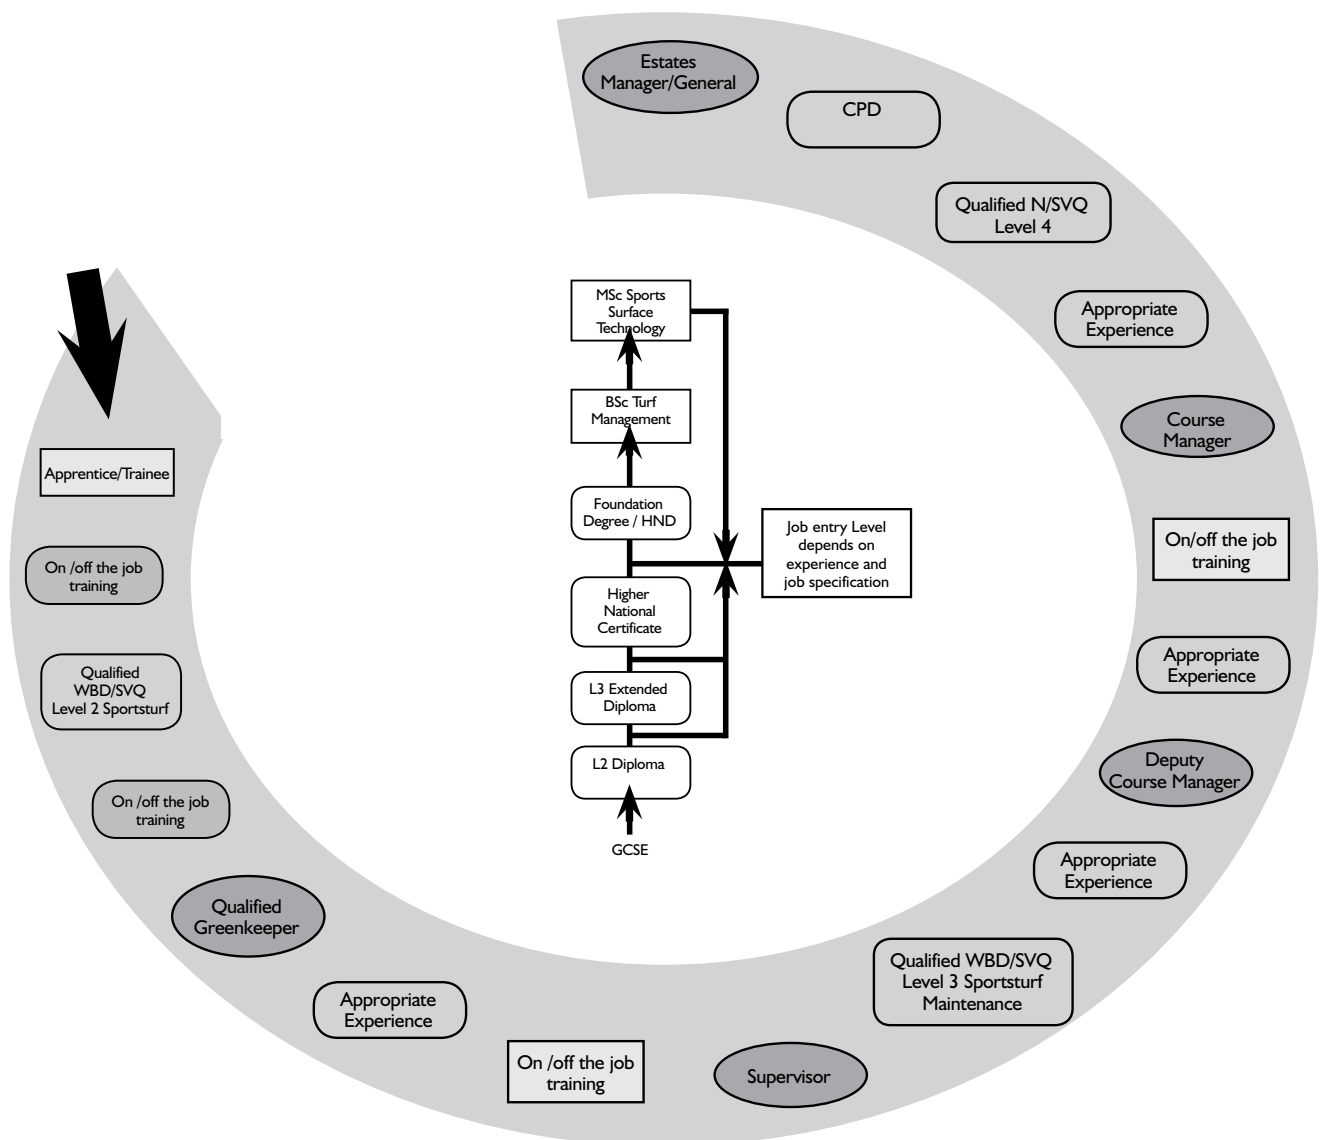 Estates
Manager/General
CPD
Qualified N/SVQ
Level 4
Appropriate
Experience
Course
Manager
On/off the job
training
Appropriate
Experience
Deputy
Course Manager
Appropriate
Experience
Qualified WBD/SVQ
Level 3 Sportsturf
Maintenance
Supervisor
On /off the job
training
Appropriate
Experience
Qualified
Greenkeeper
On /off the job
training
Qualified
WBD/SVQ
Level 2 Sportsturf
On /off the job
training
Apprentice/Trainee
MSc Sports
Surface
Technology
BSc Turf
Management
Foundation
Degree / HND
Job entry Level
depends on
experience and
job specification
Higher
National
Certificate
L3 Extended
Diploma
L2 Diploma
GCSE